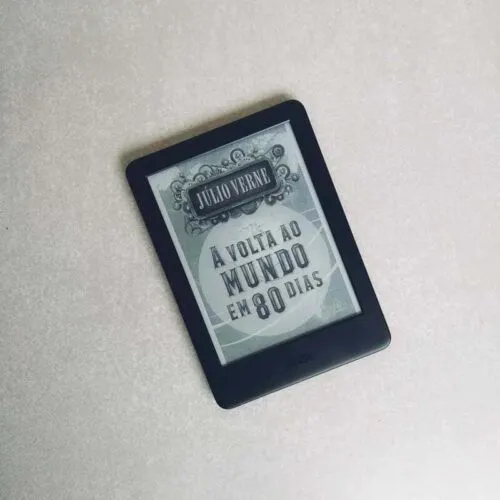 JÚLIO VERNE
A VOLTA AO
MUNDO
EM 80 DIAS